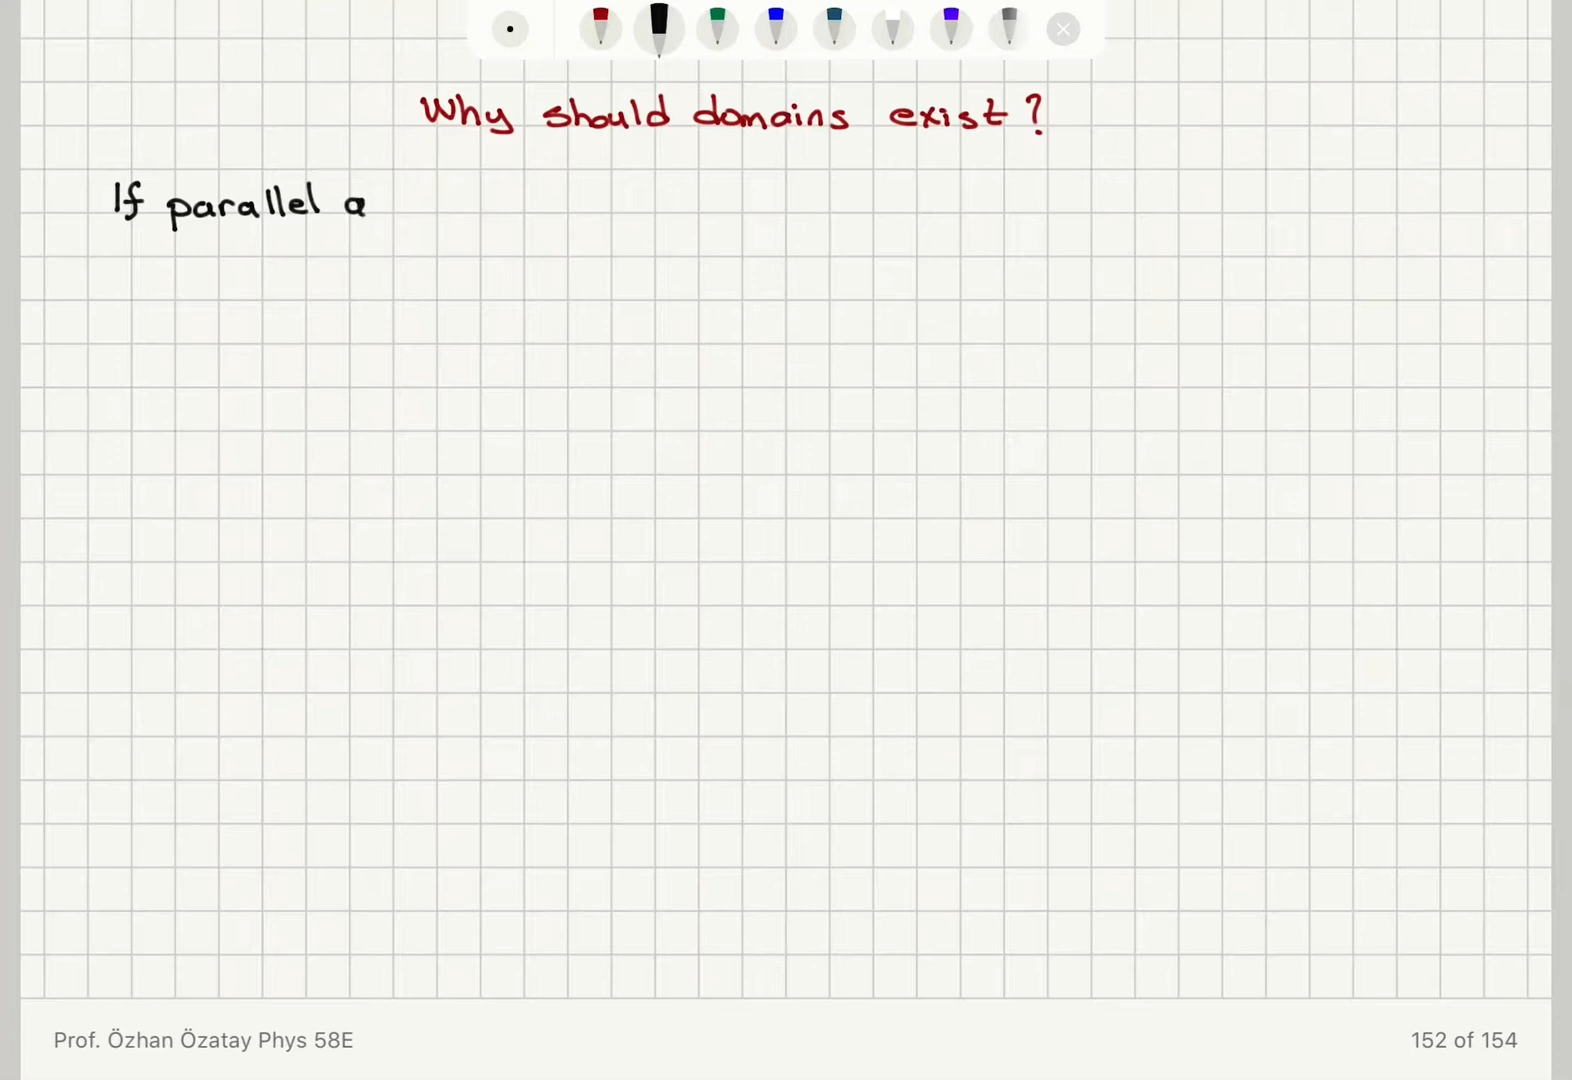 Why should domains exist?
If parallel a
Prof. Özhan Özatay Phys 58E
152 of 154